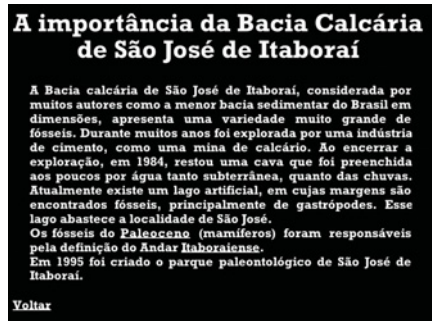 A importância da Bacia Calcária
de São José de Itaboraí
A Bacia calcária de São José de Itaboraí, considerada por
muitos autores como a menor bacia sedimentar do Brasil em
dimensões, apresenta uma variedade muito grande de
fósseis. Durante muitos anos foi explorada por uma indústria
de cimento, como uma mina de calcário. Ao encerrar a
exploração, em 1984, restou uma cava que foi preenchida
aos poucos por água tanto subterrânea, quanto das chuvas.
Atualmente existe um lago artificial, em cujas margens são
encontrados fósseis, principalmente de gastrópodes. Esse
lago abastece a localidade de São José.
Os fósseis do Paleoceno (mamíferos) foram responsáveis
pela definição do Andar Itaboraiense.
Em 1995 foi criado o parque paleontológico de São José de
Itaboraí.
Voltar